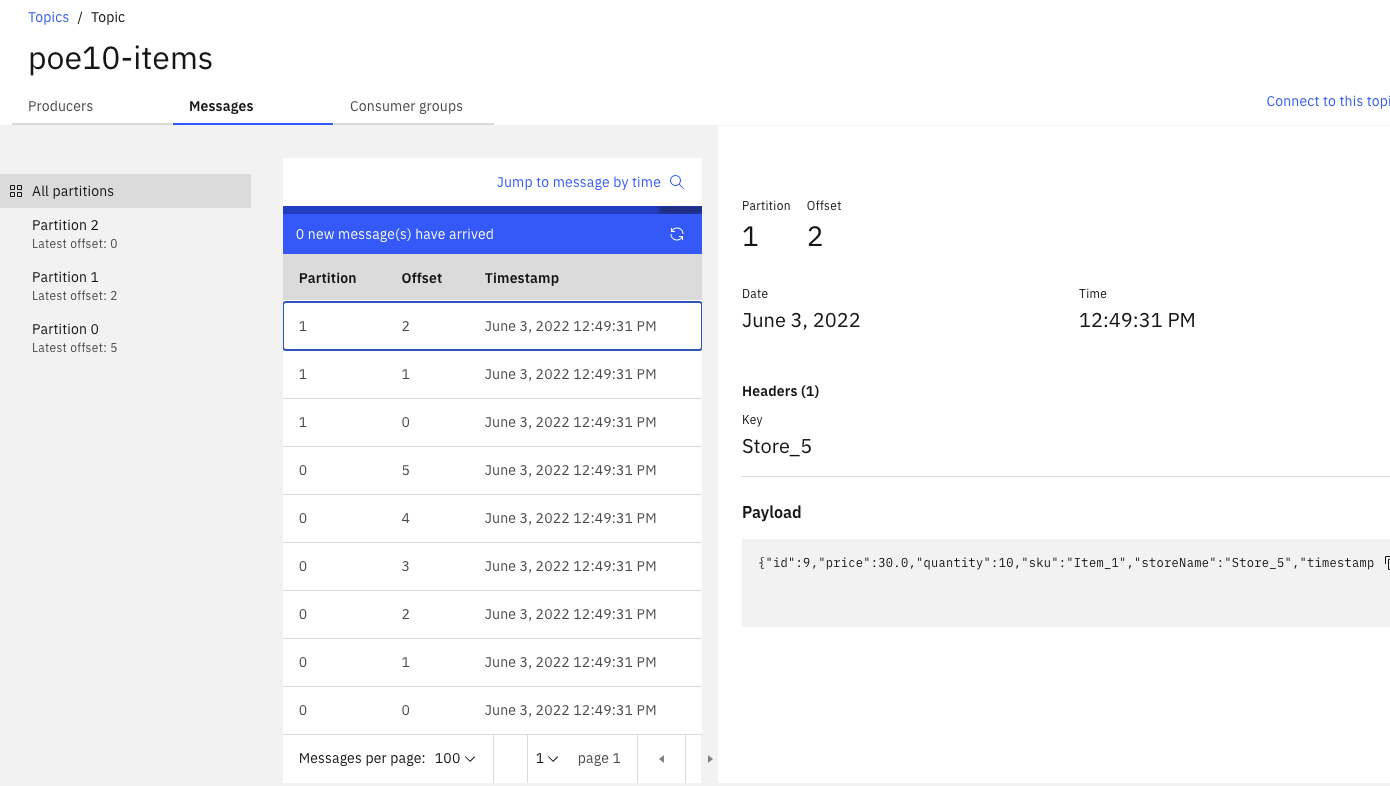 Topics / Topic
poe10-items
Producers Messages Consumer groups
Connect to this topi
All partitions
Partition 2
Latest offset: 0
Partition 1
Latest offset: 2
Partition 0
Latest offset: 5
Jump to message by time
0 new message(s) have arrived
Partition Offset Timestamp
1 2 June 3, 2022 12:49:31 PM
1 1 June 3, 2022 12:49:31 PM
1 0 June 3, 2022 12:49:31 PM
0 5 June 3, 2022 12:49:31 PM
0 4 June 3, 2022 12:49:31 PM
0 3 June 3, 2022 12:49:31 PM
0 2 June 3, 2022 12:49:31 PM
0 1 June 3, 2022 12:49:31 PM
0 0 June 3, 2022 12:49:31 PM
Messages per page: 100 1 page 1
Partition Offset
1 2
Date Time
June 3, 2022 12:49:31 PM
Headers (1)
Key
Store_5
Payload
{"id":9,"price":30.0,"quantity":10,"sku":"Item_1","storeName":"Store_5","timestamp